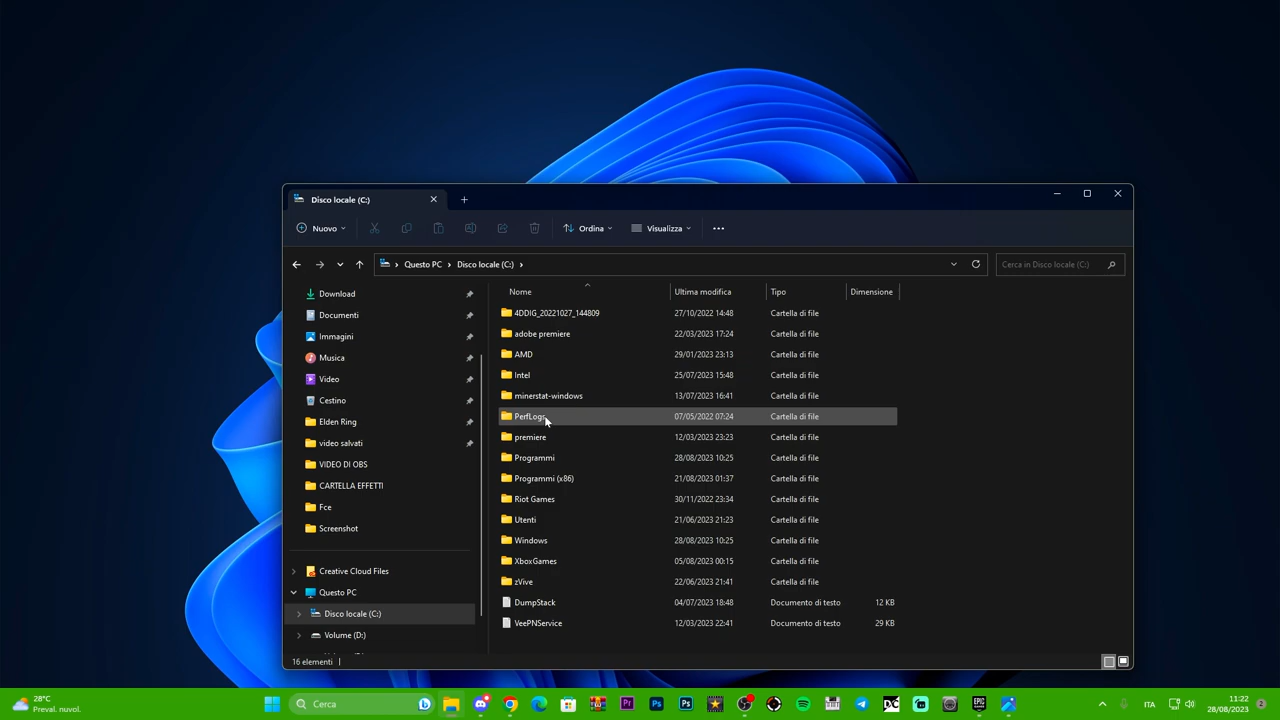 Disco locale (C:)
Nuovo
Ordina
Visualizza
Questo PC > Disco locale (C:) >
Cerca in Disco locale (C:)
Download
Documenti
Immagini
Musica
Video
Cestino
Elden Ring
video salvati
VIDEO DI OBS
CARTELLA EFFETTI
Fce
Screenshot
Creative Cloud Files
Questo PC
Disco locale (C:)
Volume (D:)
Nome Ultima modifica Tipo Dimensione
4DDIG_20221027_144809 27/10/2022 14:48 Cartella di file
adobe premiere 22/03/2023 17:24 Cartella di file
AMD 29/01/2023 23:13 Cartella di file
Intel 25/07/2023 15:48 Cartella di file
minerstat-windows 13/07/2023 16:41 Cartella di file
PerfLogs 07/05/2022 07:24 Cartella di file
premiere 12/03/2023 23:23 Cartella di file
Programmi 28/08/2023 10:25 Cartella di file
Programmi (x86) 21/08/2023 01:37 Cartella di file
Riot Games 30/11/2022 23:34 Cartella di file
Utenti 21/06/2023 21:23 Cartella di file
Windows 28/08/2023 10:25 Cartella di file
XboxGames 05/08/2023 00:15 Cartella di file
zVive 22/06/2023 21:41 Cartella di file
DumpStack 04/07/2023 18:48 Documento di testo 12 KB
VeePNService 12/03/2023 22:41 Documento di testo 29 KB
16 elementi
28°C
Preval. nuvol.
Cerca
ITA
11:22
28/08/2023